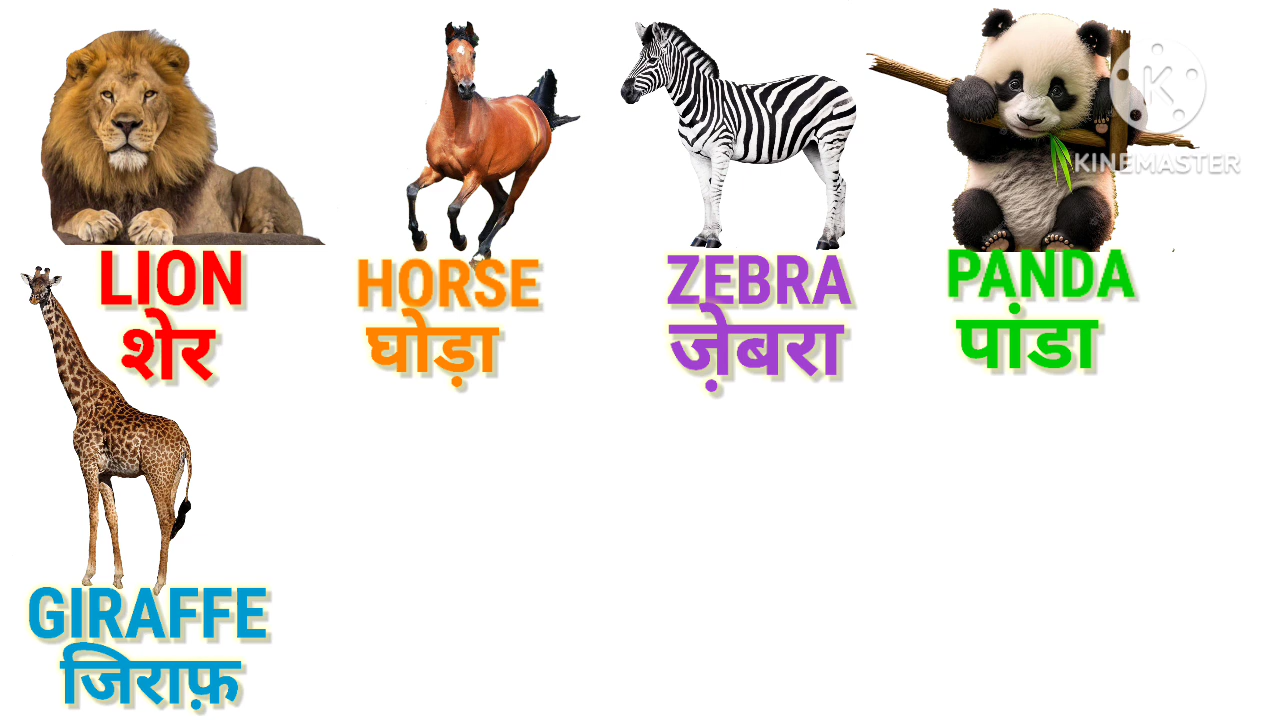 KINEMASTER
LION
शेर
HORSE
घोड़ा
ZEBRA
ज़ेबरा
PANDA
पांडा
GIRAFFE
जिराफ़